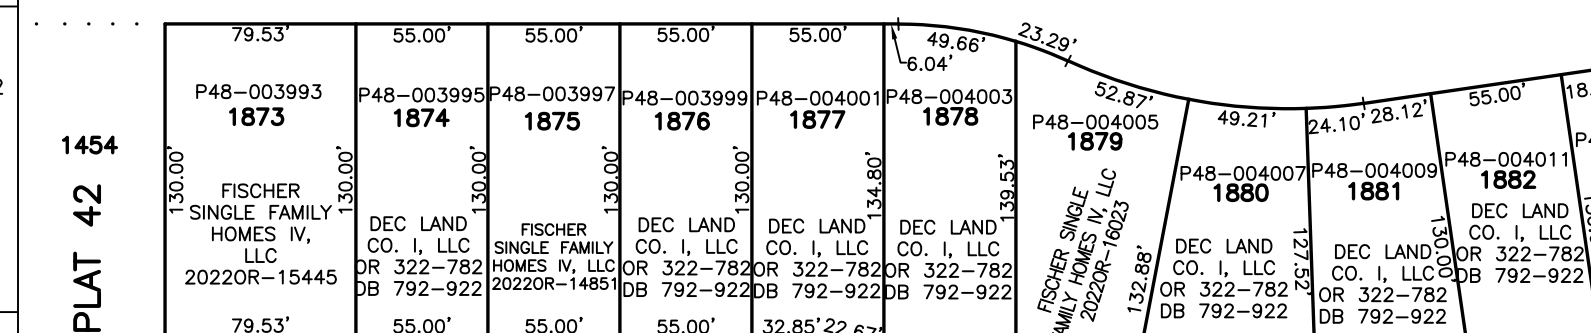 1454
PLAT 42
79.53'
P48-003993
1873
130.00'
FISCHER
SINGLE FAMILY
HOMES IV,
LLC
2022OR-15445
130.00'
79.53'
55.00'
P48-003995
1874
DEC LAND
CO. I, LLC
OR 322-782
DB 792-922
130.00'
55.00'
55.00'
P48-003997
1875
FISCHER
SINGLE FAMILY
HOMES IV, LLC
2022OR-14851
130.00'
55.00'
55.00'
P48-003999
1876
DEC LAND
CO. I, LLC
OR 322-782
DB 792-922
130.00'
55.00'
55.00'
P48-004001
1877
DEC LAND
CO. I, LLC
OR 322-782
DB 792-922
134.80'
32.85' 22.67'
49.66'
6.04'
P48-004003
1878
DEC LAND
CO. I, LLC
OR 322-782
DB 792-922
139.53'
23.29'
52.87'
P48-004005
1879
FISCHER SINGLE
FAMILY HOMES IV, LLC
2022OR-16023
132.88'
49.21'
P48-004007
1880
DEC LAND
CO. I, LLC
OR 322-782
DB 792-922
127.52'
24.10' 28.12'
P48-004009
1881
DEC LAND
CO. I, LLC
OR 322-782
DB 792-922
130.00'
55.00'
P48-004011
1882
DEC LAND
CO. I, LLC
OR 322-782
DB 792-922
18.